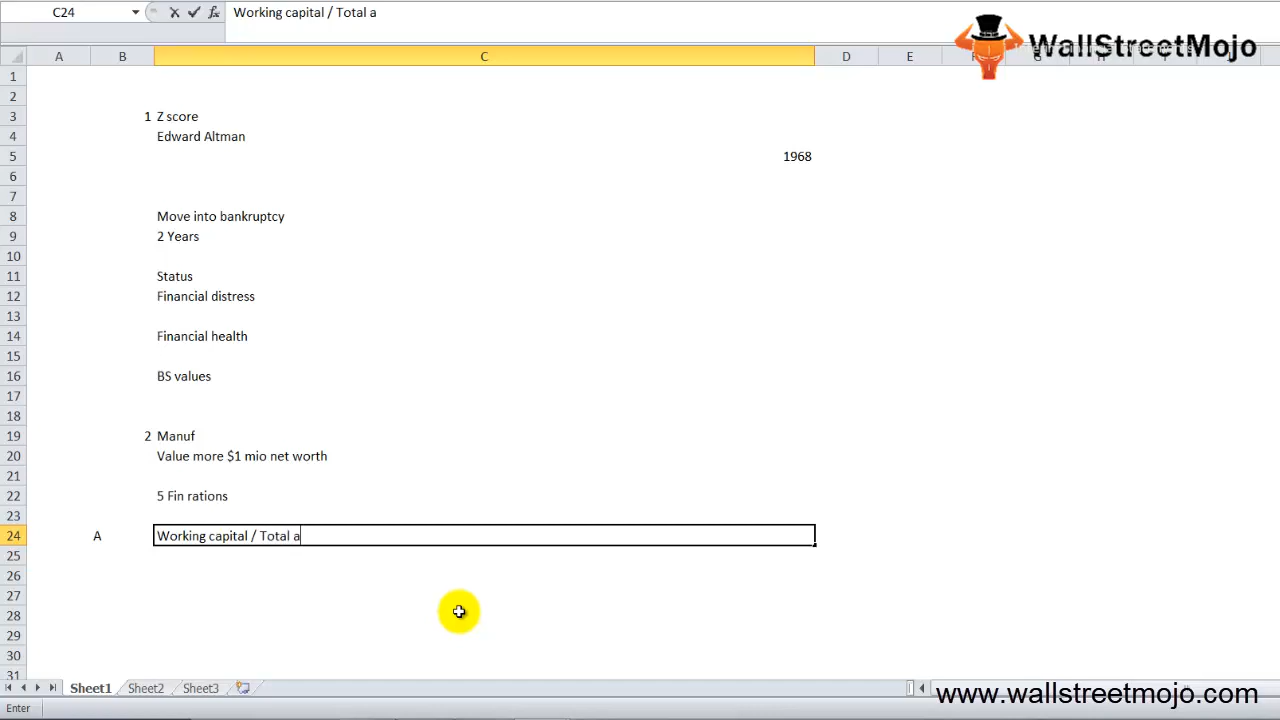 C24 fx Working capital / Total a
WallStreetMojo
A B C D E F G H I J
1
2
3 1 Z score
4 Edward Altman
5 1968
6
7
8 Move into bankruptcy
9 2 Years
10
11 Status
12 Financial distress
13
14 Financial health
15
16 BS values
17
18
19 2 Manuf
20 Value more $1 mio net worth
21
22 5 Fin rations
23
24 A Working capital / Total a
25
26
27
28
29
30
31
Sheet1 Sheet2 Sheet3
Enter
www.wallstreetmojo.com